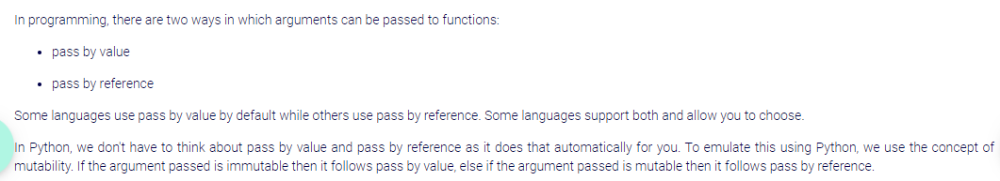 In programming, there are two ways in which arguments can be passed to functions:
• pass by value
• pass by reference
Some languages use pass by value by default while others use pass by reference. Some languages support both and allow you to choose.
In Python, we don't have to think about pass by value and pass by reference as it does that automatically for you. To emulate this using Python, we use the concept of
mutability. If the argument passed is immutable then it follows pass by value, else if the argument passed is mutable then it follows pass by reference.